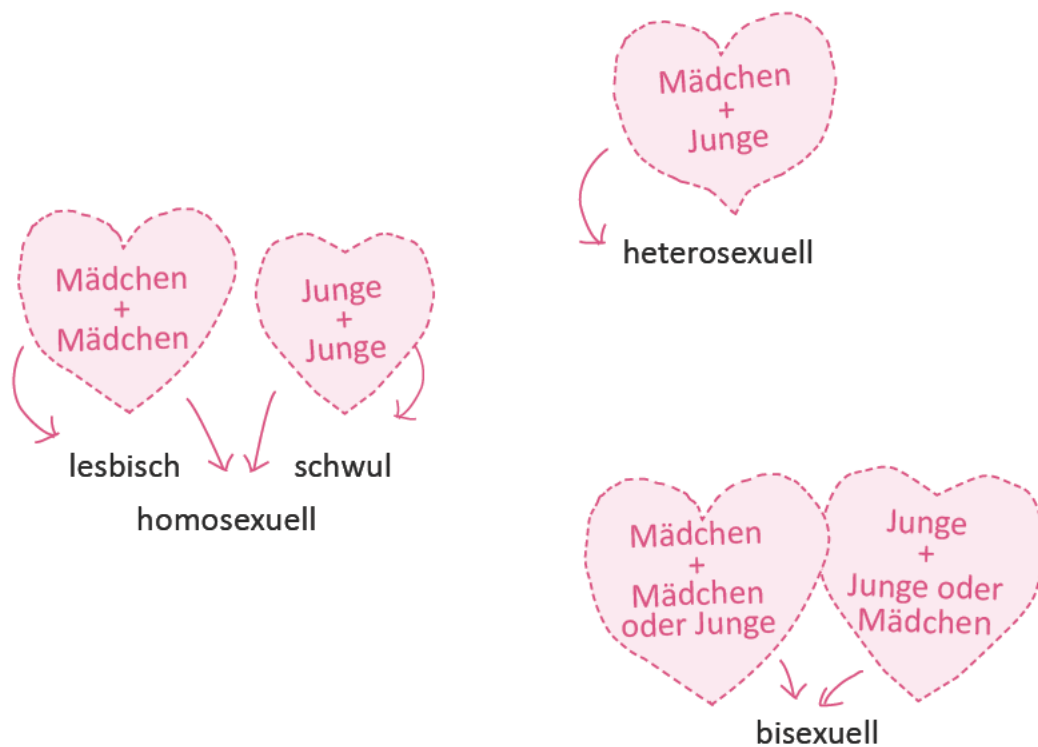 Mädchen
+
Junge
heterosexuell
Mädchen
+
Mädchen
Junge
+
Junge
lesbisch
schwul
homosexuell
Mädchen
+
Mädchen
oder Junge
Junge
+
Junge oder
Mädchen
bisexuell